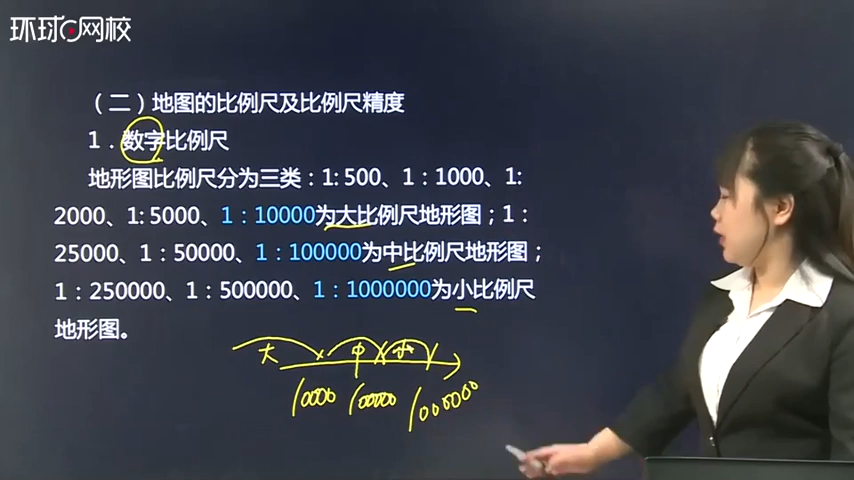 环球网校
（二）地图的比例尺及比例尺精度
1．数字比例尺
地形图比例尺分为三类：1: 500、1：1000、1:
2000、1: 5000、1：10000为大比例尺地形图；1：
25000、1：50000、1：100000为中比例尺地形图；
1：250000、1：500000、1：1000000为小比例尺
地形图。
大 中 小
10000 100000 1000000